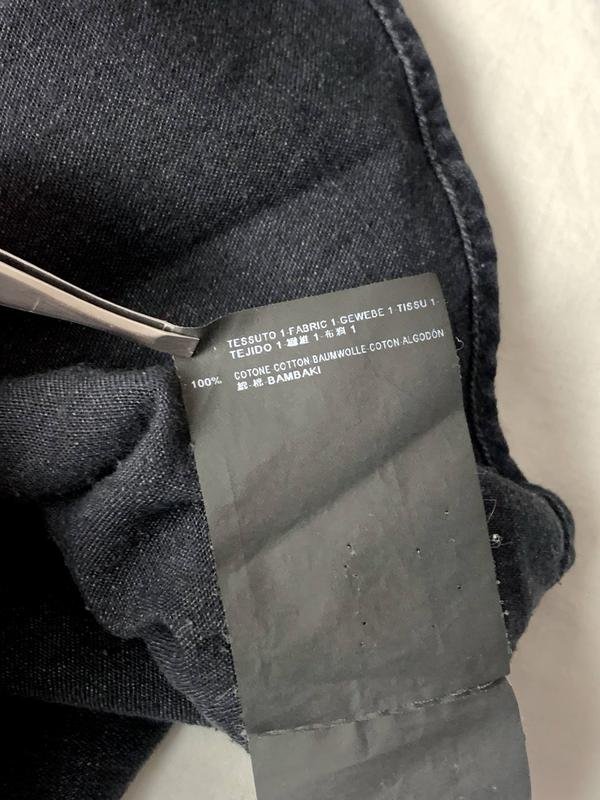 TESSUTO 1-FABRIC 1-GEWEBE 1-TISSU 1-
TEJIDO 1-纖維 1-布料 1
100% COTONE-COTTON-BAUMWOLLE-COTON-ALGODÓN
綿-棉-BAMBAKI